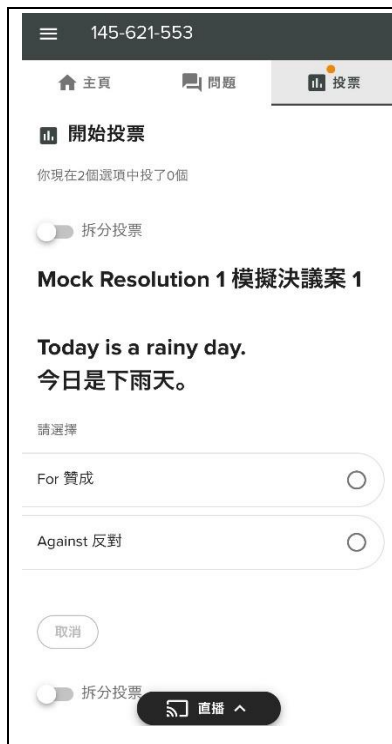 145-621-553
主頁
問題
投票
開始投票
你現在2個選項中投了0個
拆分投票
Mock Resolution 1 模擬決議案 1
Today is a rainy day.
今日是下雨天。
請選擇
For 贊成
Against 反對
取消
拆分投票
直播